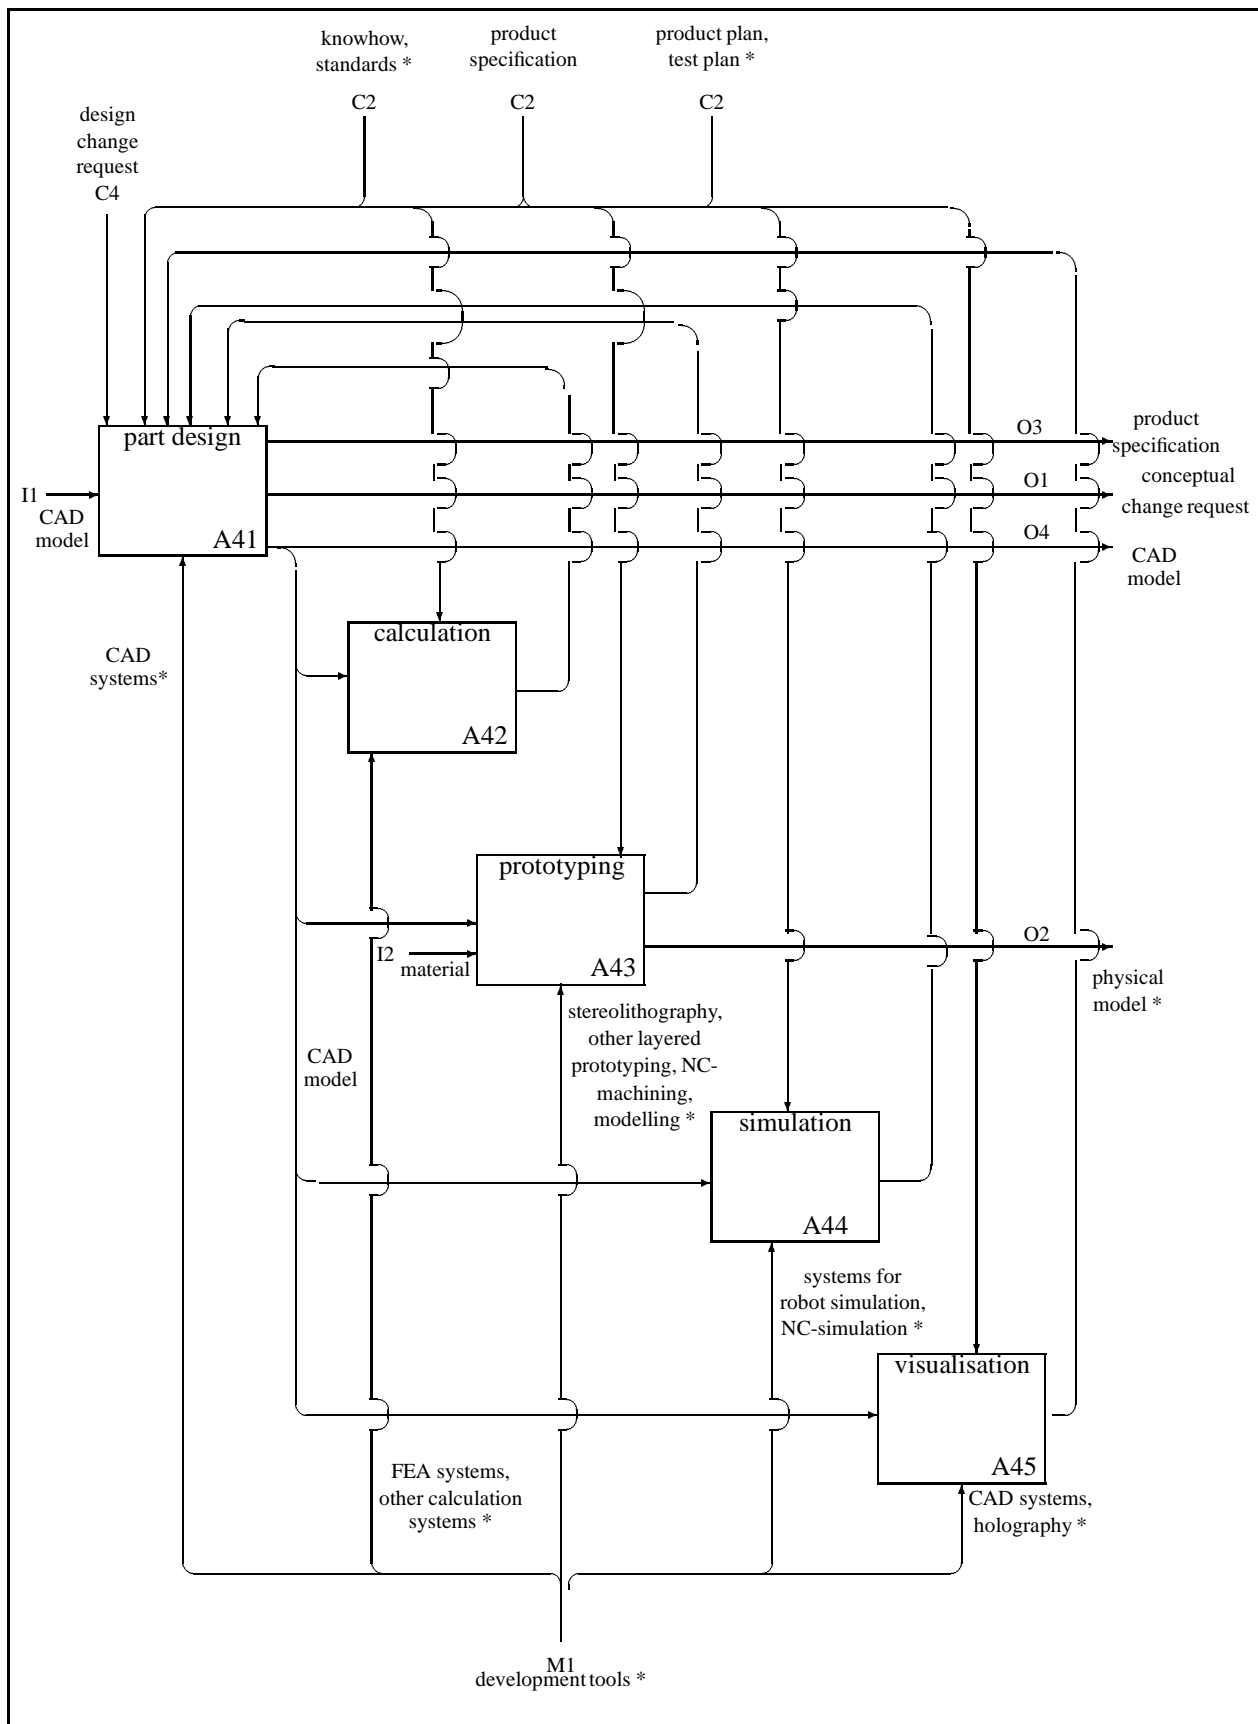 knowhow,
standards *
C2
product
specification
C2
product plan,
test plan *
C2
design
change
request
C4
part design
A41
I1
CAD
model
O3
product
specification
O1
conceptual
change request
O4
CAD
model
CAD
systems*
calculation
A42
prototyping
A43
I2
material
O2
physical
model *
stereolithography,
other layered
prototyping, NC-
machining,
modelling *
CAD
model
simulation
A44
systems for
robot simulation,
NC-simulation *
visualisation
A45
CAD systems,
holography *
FEA systems,
other calculation
systems *
M1
development tools *